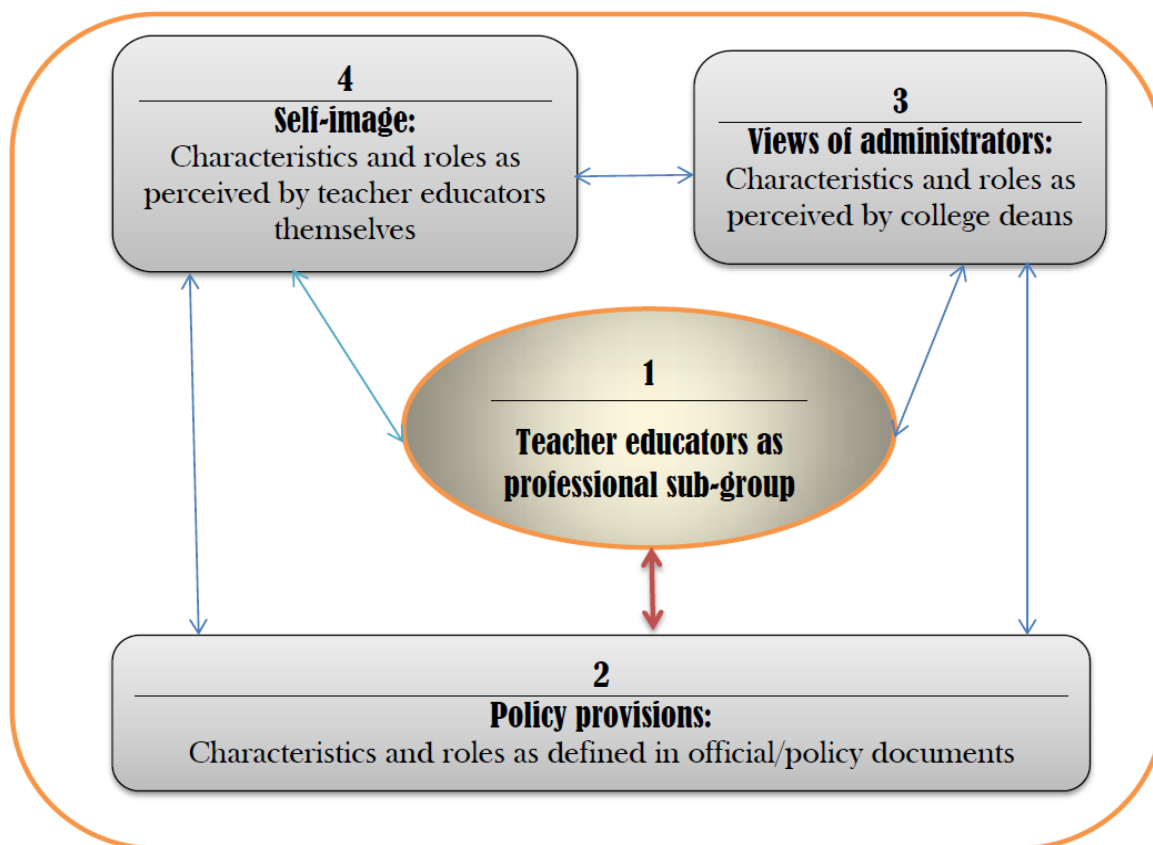 4
Self-image:
Characteristics and roles as
perceived by teacher educators
themselves
3
Views of administrators:
Characteristics and roles as
perceived by college deans
1
Teacher educators as
professional sub-group
2
Policy provisions:
Characteristics and roles as defined in official/policy documents